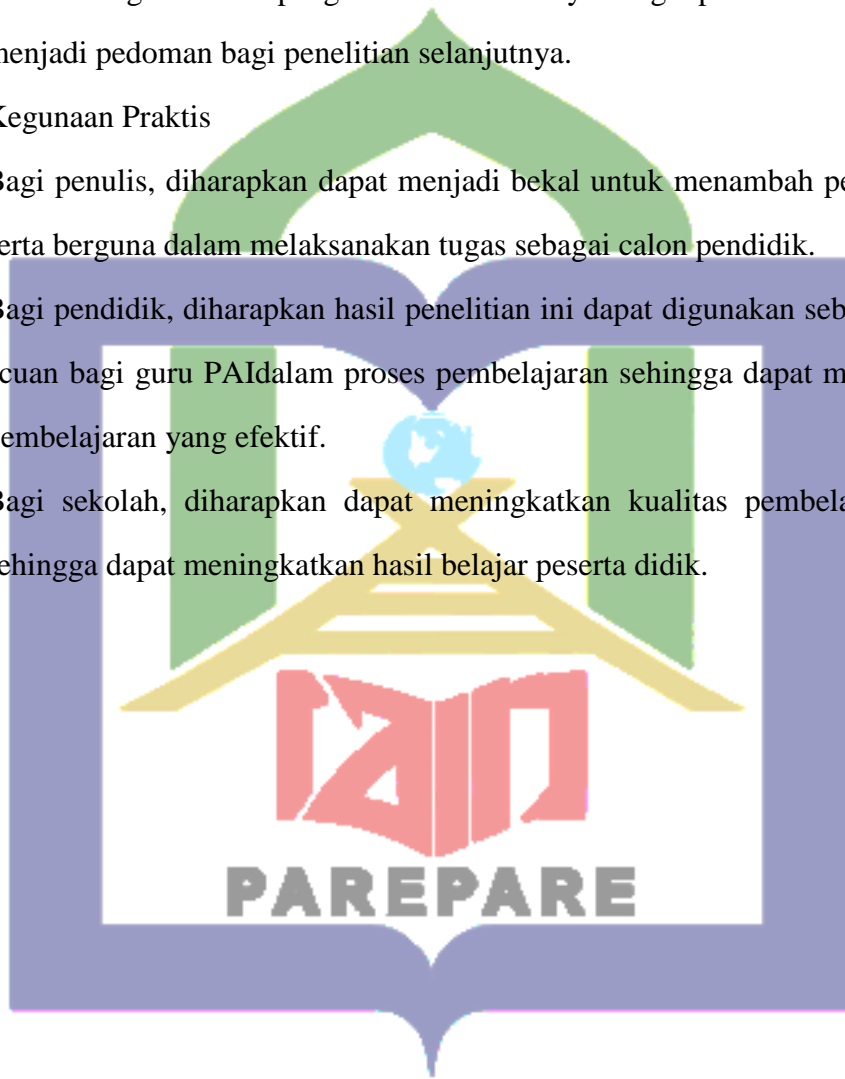 menjadi pedoman bagi penelitian selanjutnya.
Kegunaan Praktis
Bagi penulis, diharapkan dapat menjadi bekal untuk menambah pe
erta berguna dalam melaksanakan tugas sebagai calon pendidik.
Bagi pendidik, diharapkan hasil penelitian ini dapat digunakan seb
cuan bagi guru PAIdalam proses pembelajaran sehingga dapat m
embelajaran yang efektif.
Bagi sekolah, diharapkan dapat meningkatkan kualitas pembela
ehingga dapat meningkatkan hasil belajar peserta didik.
iain
PAREPARE